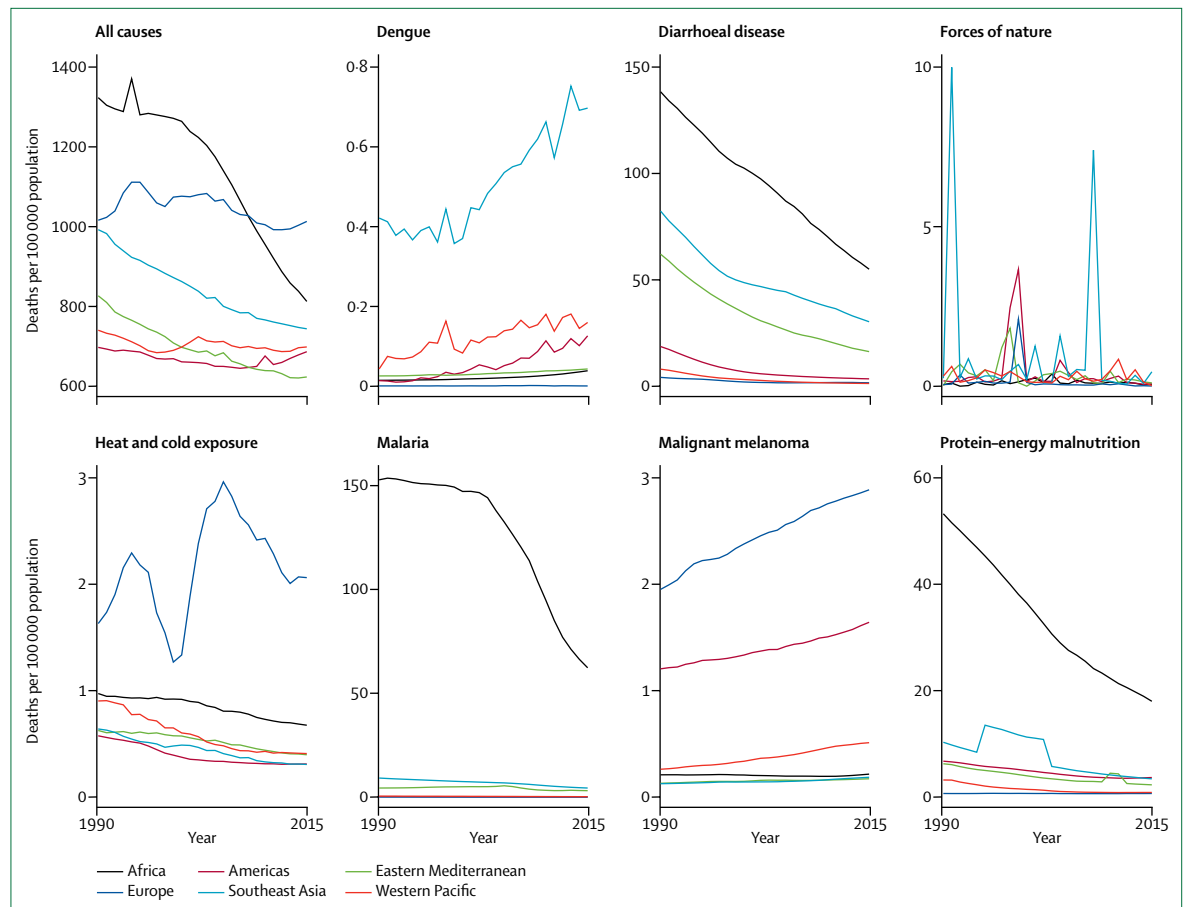 All causes
Dengue
Diarrhoeal disease
Forces of nature
Deaths per 100 000 population
1400
1200
1000
800
600
0·8
0·6
0·4
0·2
0
150
100
50
0
10
5
0
Heat and cold exposure
Malaria
Malignant melanoma
Protein–energy malnutrition
Deaths per 100 000 population
3
2
1
0
150
100
50
0
3
2
1
0
60
40
20
0
1990 2015
1990 2015
1990 2015
1990 2015
Year
Year
Year
Year
Africa Americas Eastern Mediterranean
Europe Southeast Asia Western Pacific